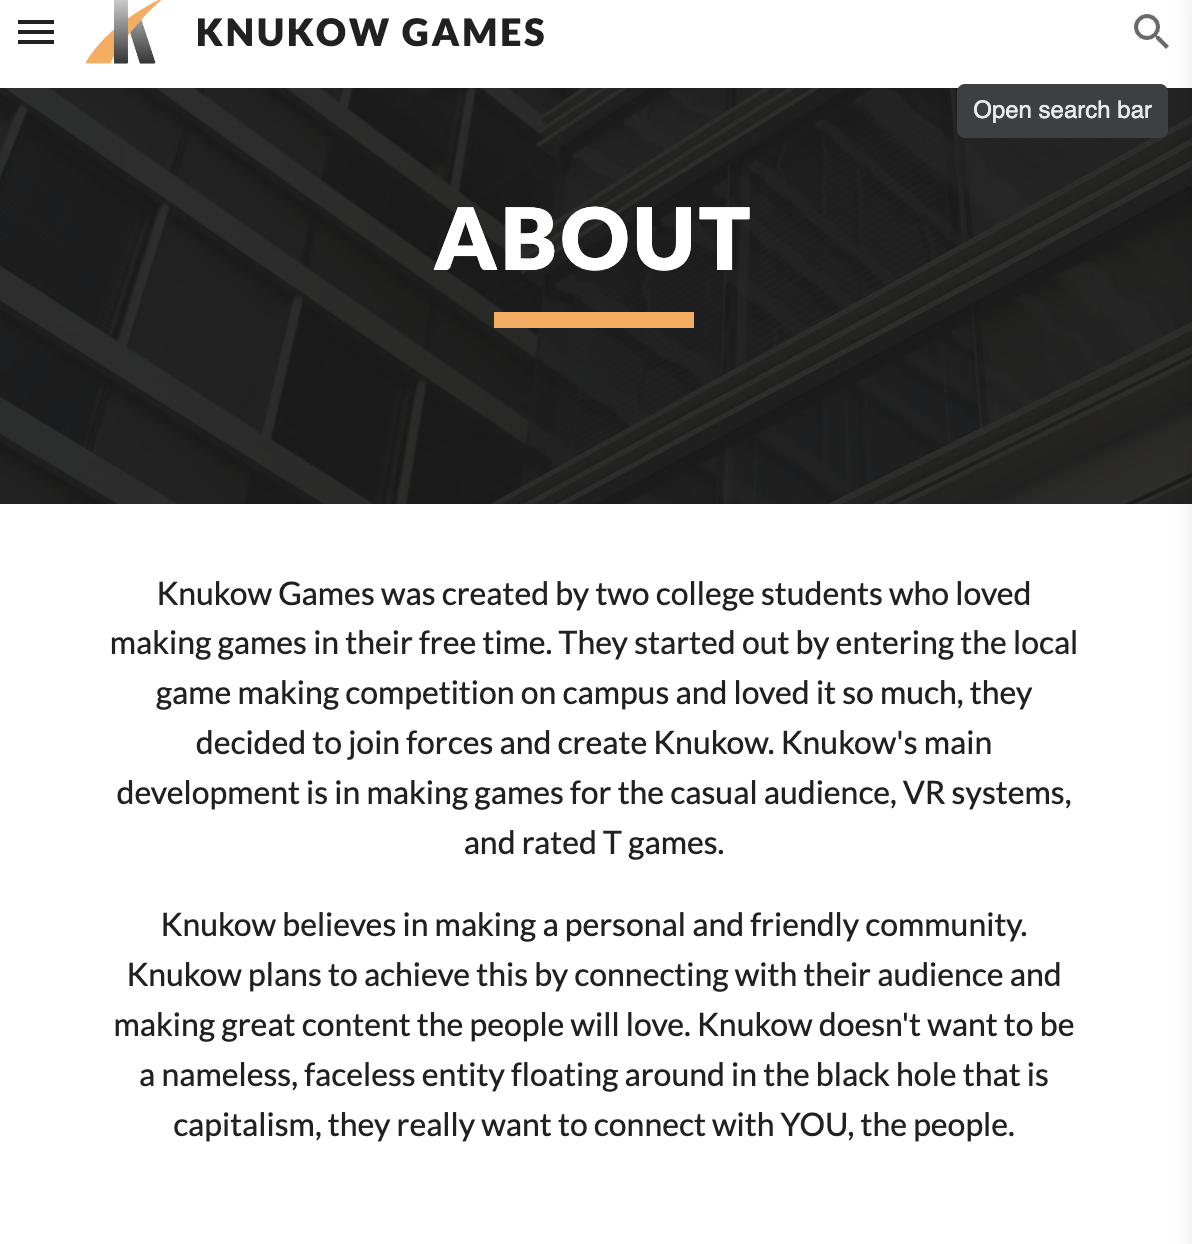 KNUKOW GAMES
Open search bar
ABOUT
Knukow Games was created by two college students who loved
making games in their free time. They started out by entering the local
game making competition on campus and loved it so much, they
decided to join forces and create Knukow. Knukow's main
development is in making games for the casual audience, VR systems,
and rated T games.
Knukow believes in making a personal and friendly community.
Knukow plans to achieve this by connecting with their audience and
making great content the people will love. Knukow doesn't want to be
a nameless, faceless entity floating around in the black hole that is
capitalism, they really want to connect with YOU, the people.